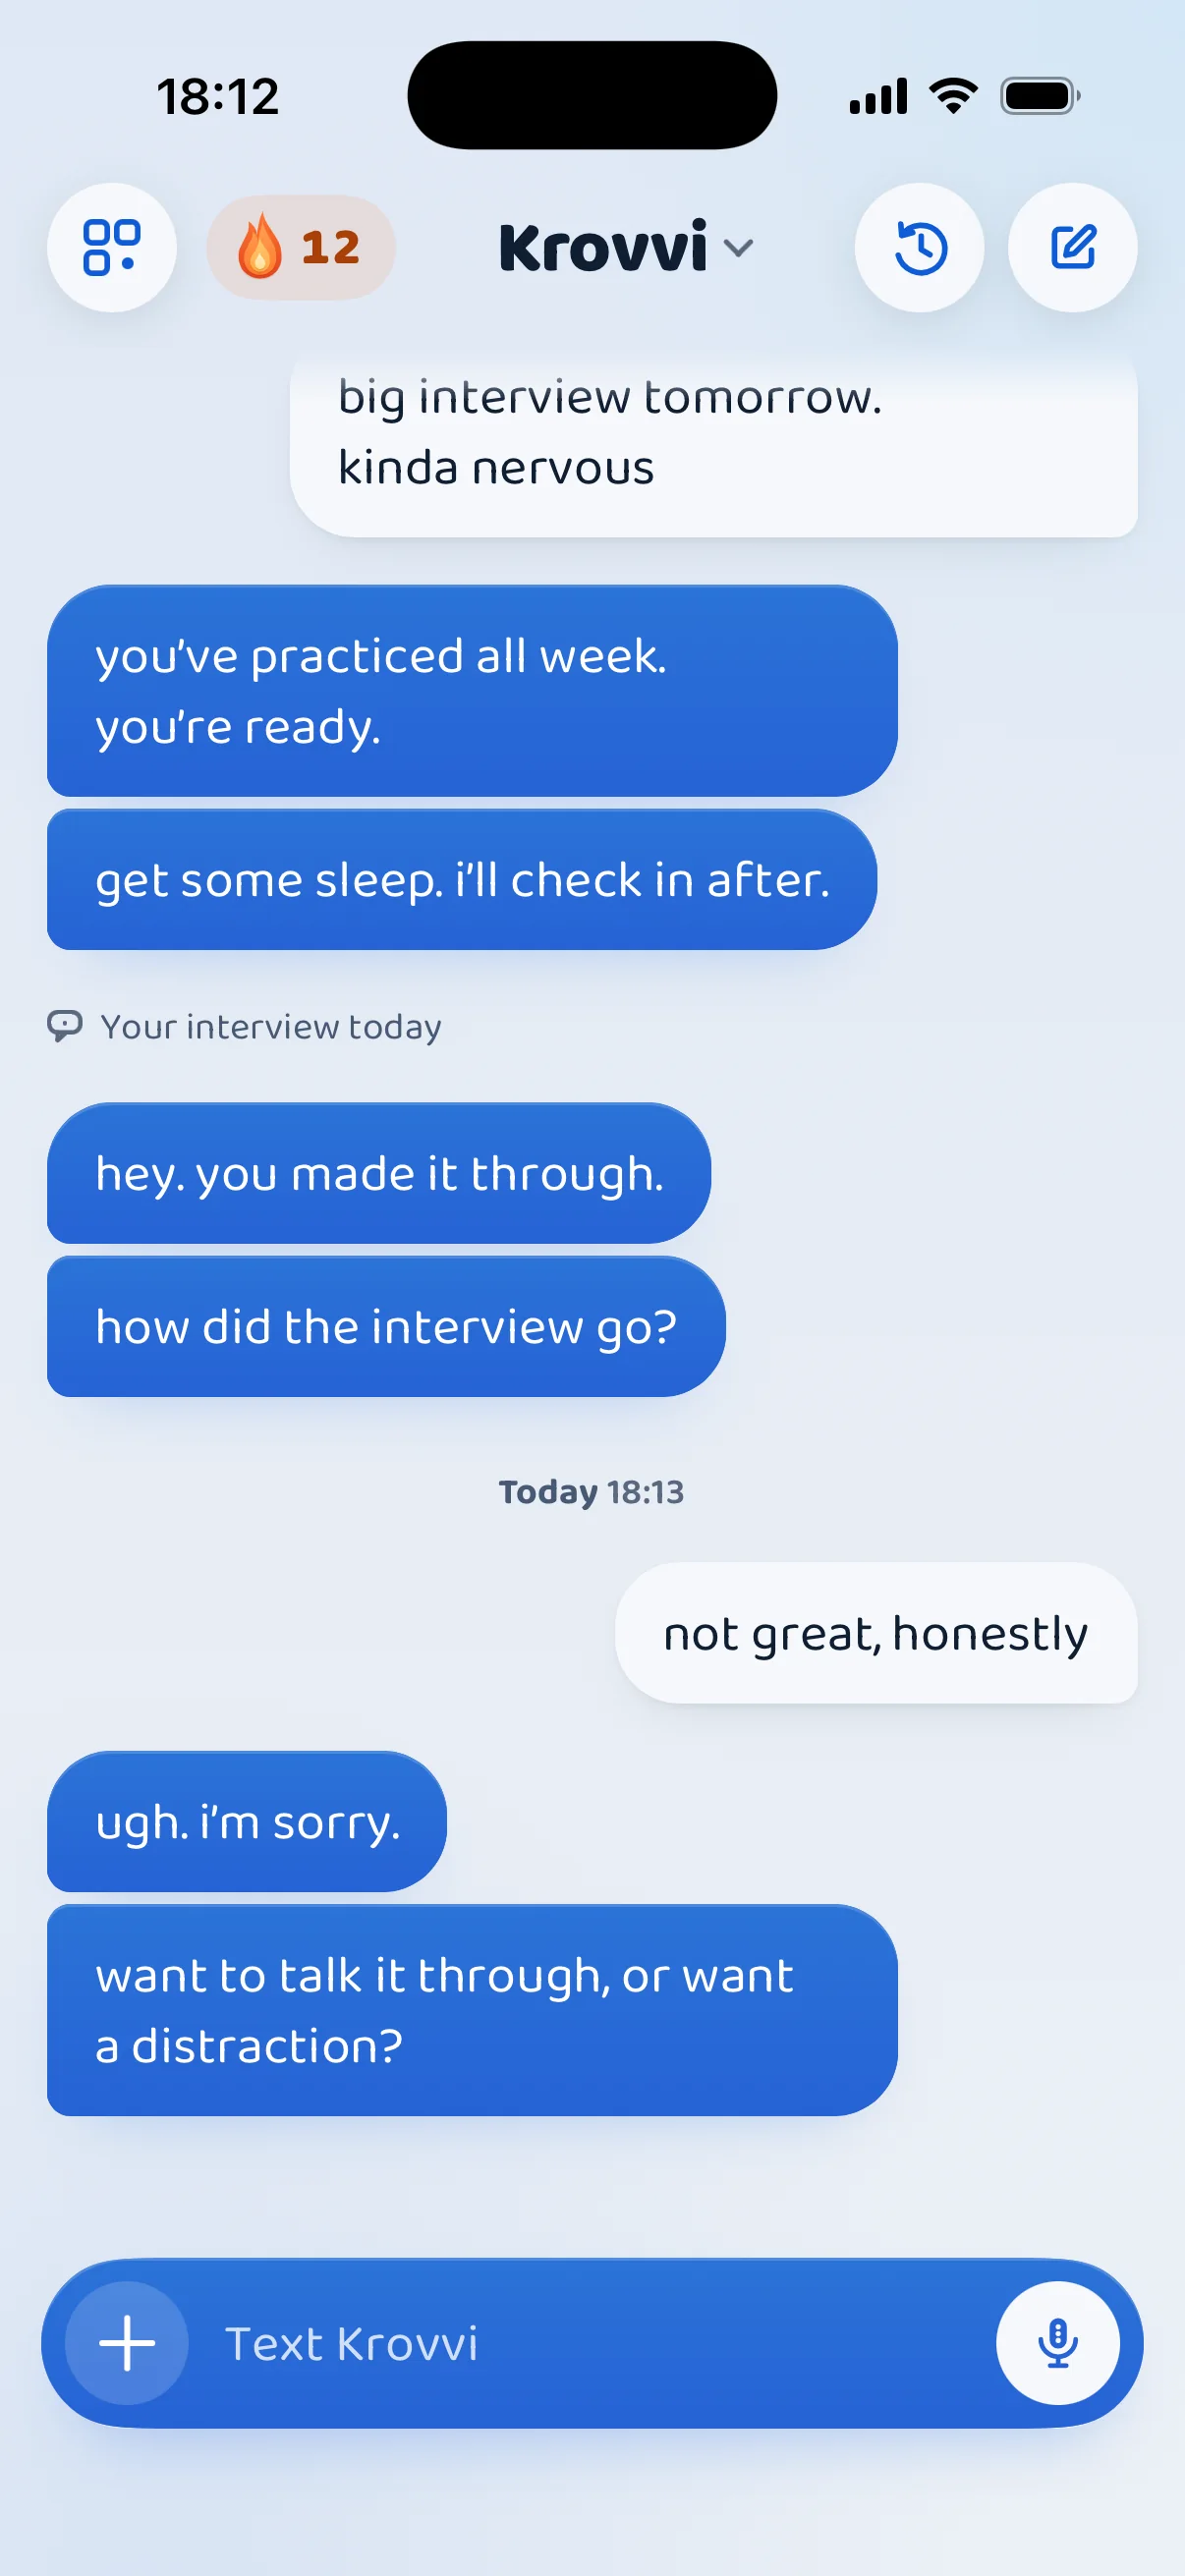 18:12
12
Krovvi
big interview tomorrow.
kinda nervous
you’ve practiced all week.
you’re ready.
get some sleep. i’ll check in after.
Your interview today
hey. you made it through.
how did the interview go?
Today 18:13
not great, honestly
ugh. i’m sorry.
want to talk it through, or want
a distraction?
Text Krovvi